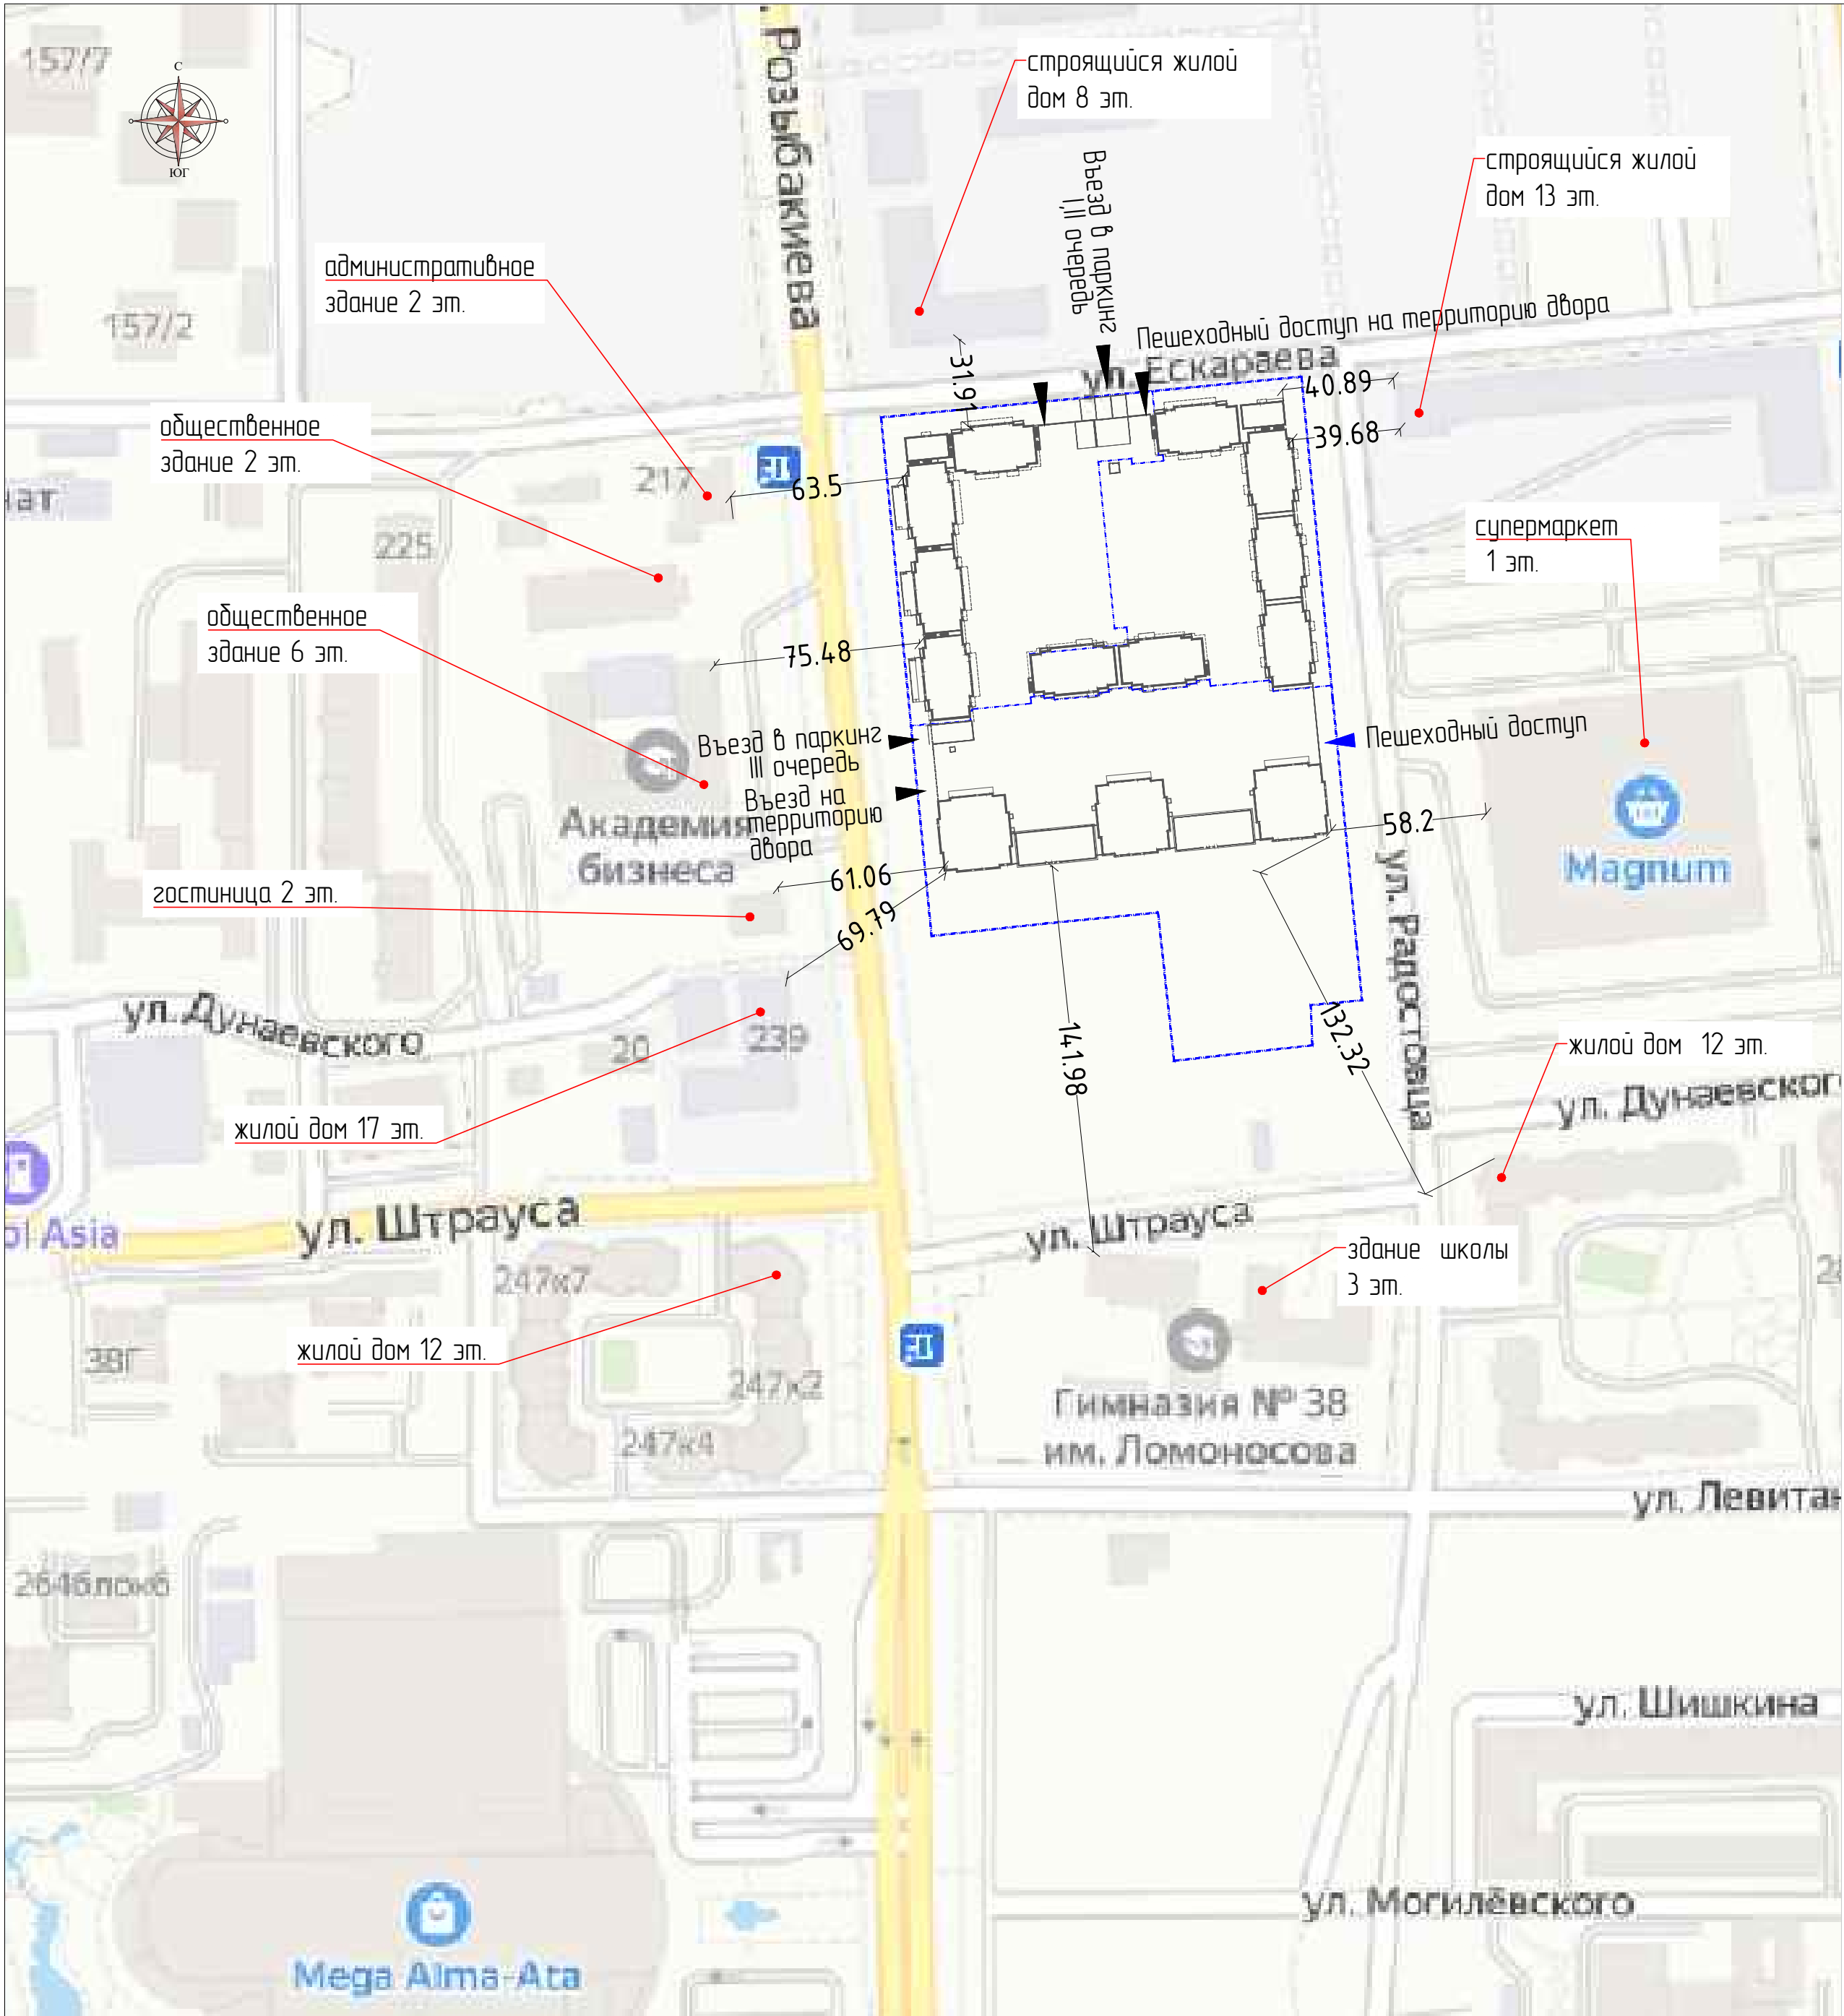 157/7
С
ЮГ
157/2
Розыбакиева
строящийся жилой
дом 8 эт.
строящийся жилой
дом 13 эт.
административное
здание 2 эт.
Въезд в паркинг
I,II очередь
Пешеходный доступ на территорию двора
ул. Ескараева
31.91
40.89
39.68
общественное
здание 2 эт.
217
63.5
225
супермаркет
1 эт.
общественное
здание 6 эт.
75.48
Въезд в паркинг
III очередь
Въезд на
территорию
двора
Пешеходный доступ
Академия
бизнеса
58.2
Magnum
61.06
гостиница 2 эт.
69.79
ул. Радостовца
ул. Дунаевского
20
239
141.98
132.32
жилой дом 12 эт.
ул. Дунаевског
жилой дом 17 эт.
ol Asia
ул. Штрауса
ул. Штрауса
здание школы
3 эт.
247к7
жилой дом 12 эт.
38Г
247к2
247к4
Гимназия № 38
им. Ломоносова
ул. Левитан
264блок6
ул. Шишкина
ул. Могилёвского
Mega Alma-Ata